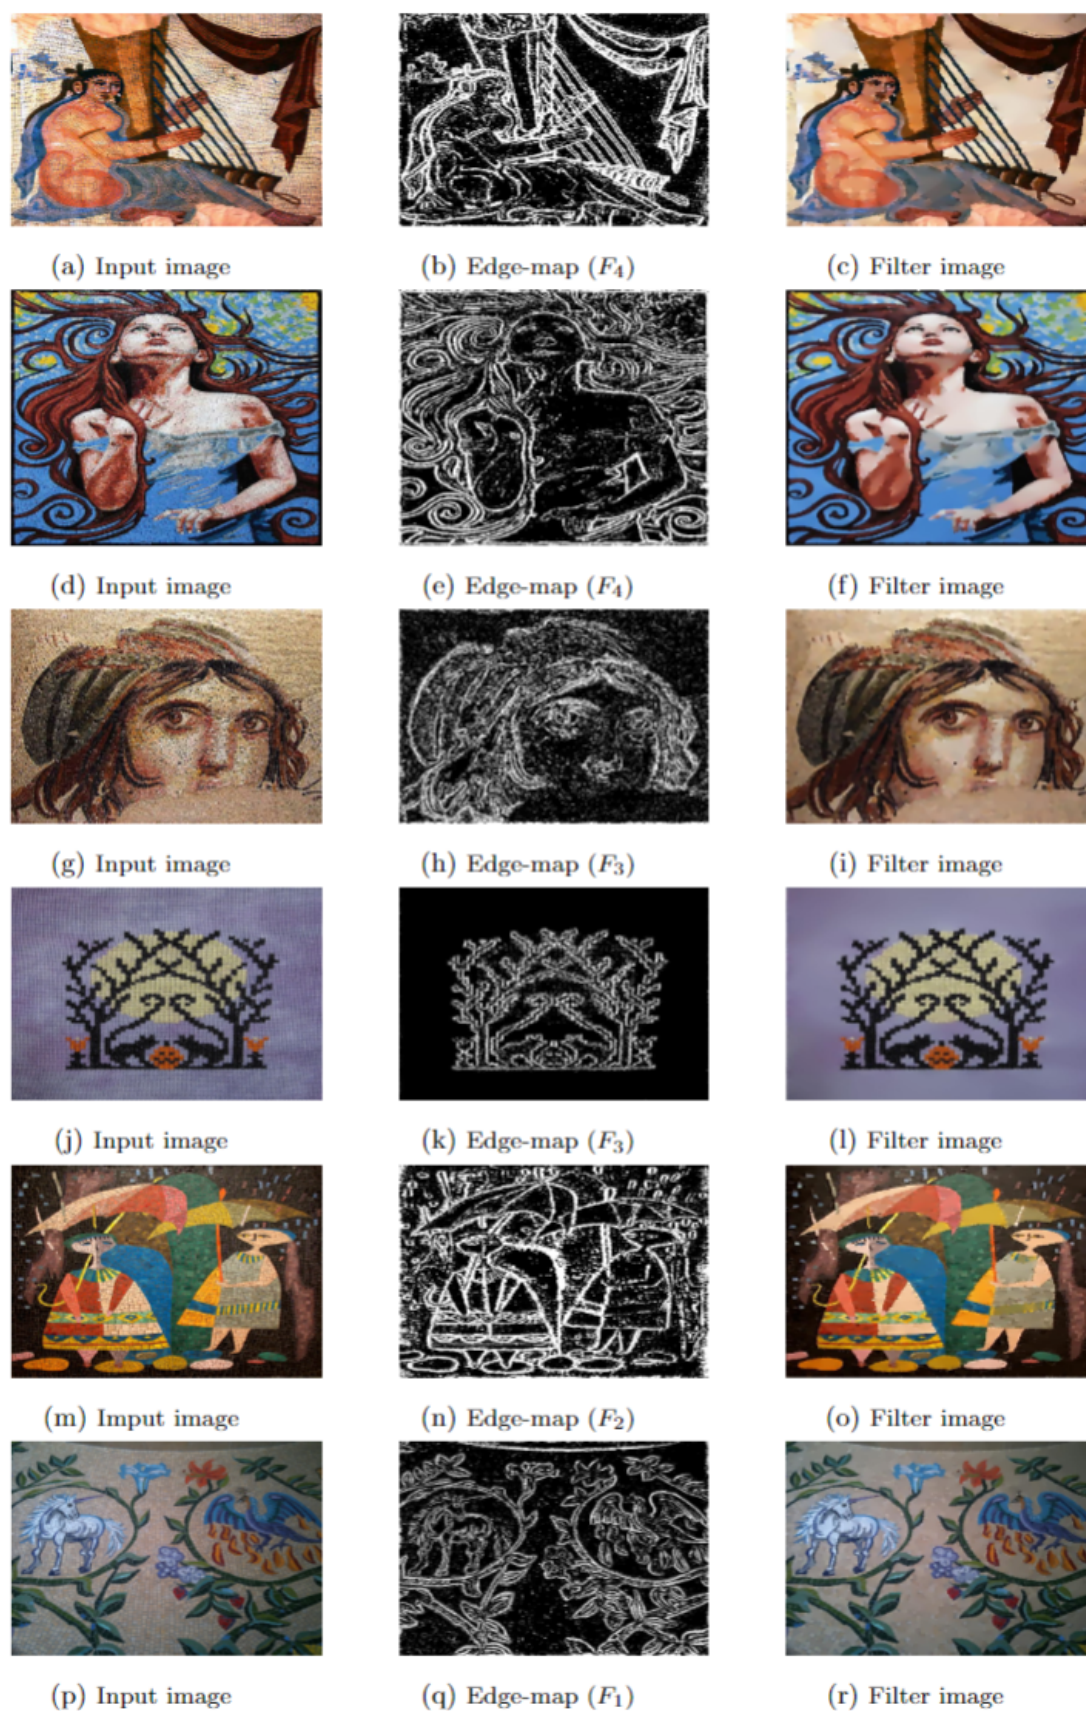 (a) Input image (b) Edge-map (F₄) (c) Filter image
(d) Input image (e) Edge-map (F₄) (f) Filter image
(g) Input image (h) Edge-map (F₃) (i) Filter image
(j) Input image (k) Edge-map (F₃) (l) Filter image
(m) Imput image (n) Edge-map (F₂) (o) Filter image
(p) Input image (q) Edge-map (F₁) (r) Filter image